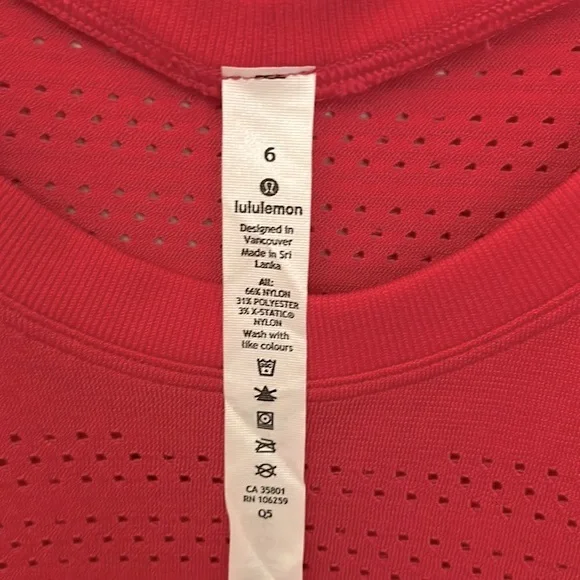 6
lululemon
Designed in
Vancouver
Made in Sri
Lanka
All:
66% NYLON
31% POLYESTER
3% X-STATIC®
NYLON
Wash with
like colours
CA 35801
RN 106259
Q5